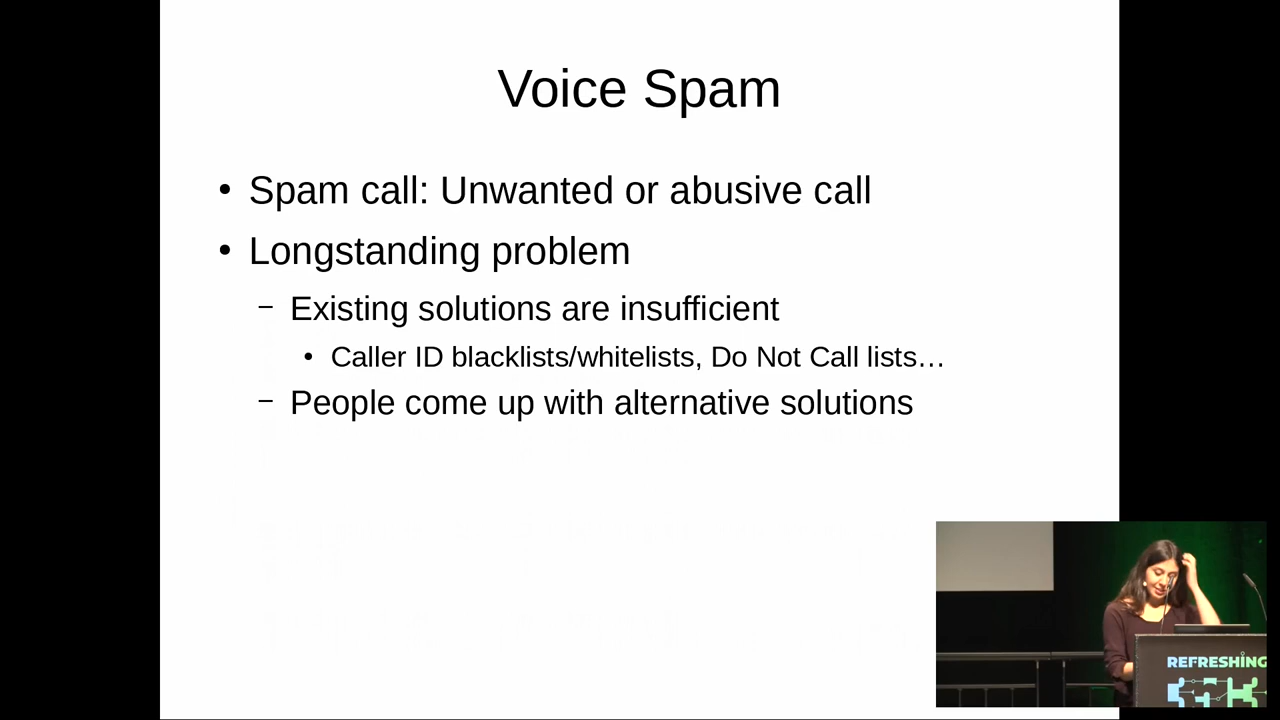 Voice Spam
• Spam call: Unwanted or abusive call
• Longstanding problem
– Existing solutions are insufficient
• Caller ID blacklists/whitelists, Do Not Call lists…
– People come up with alternative solutions
REFRESHING